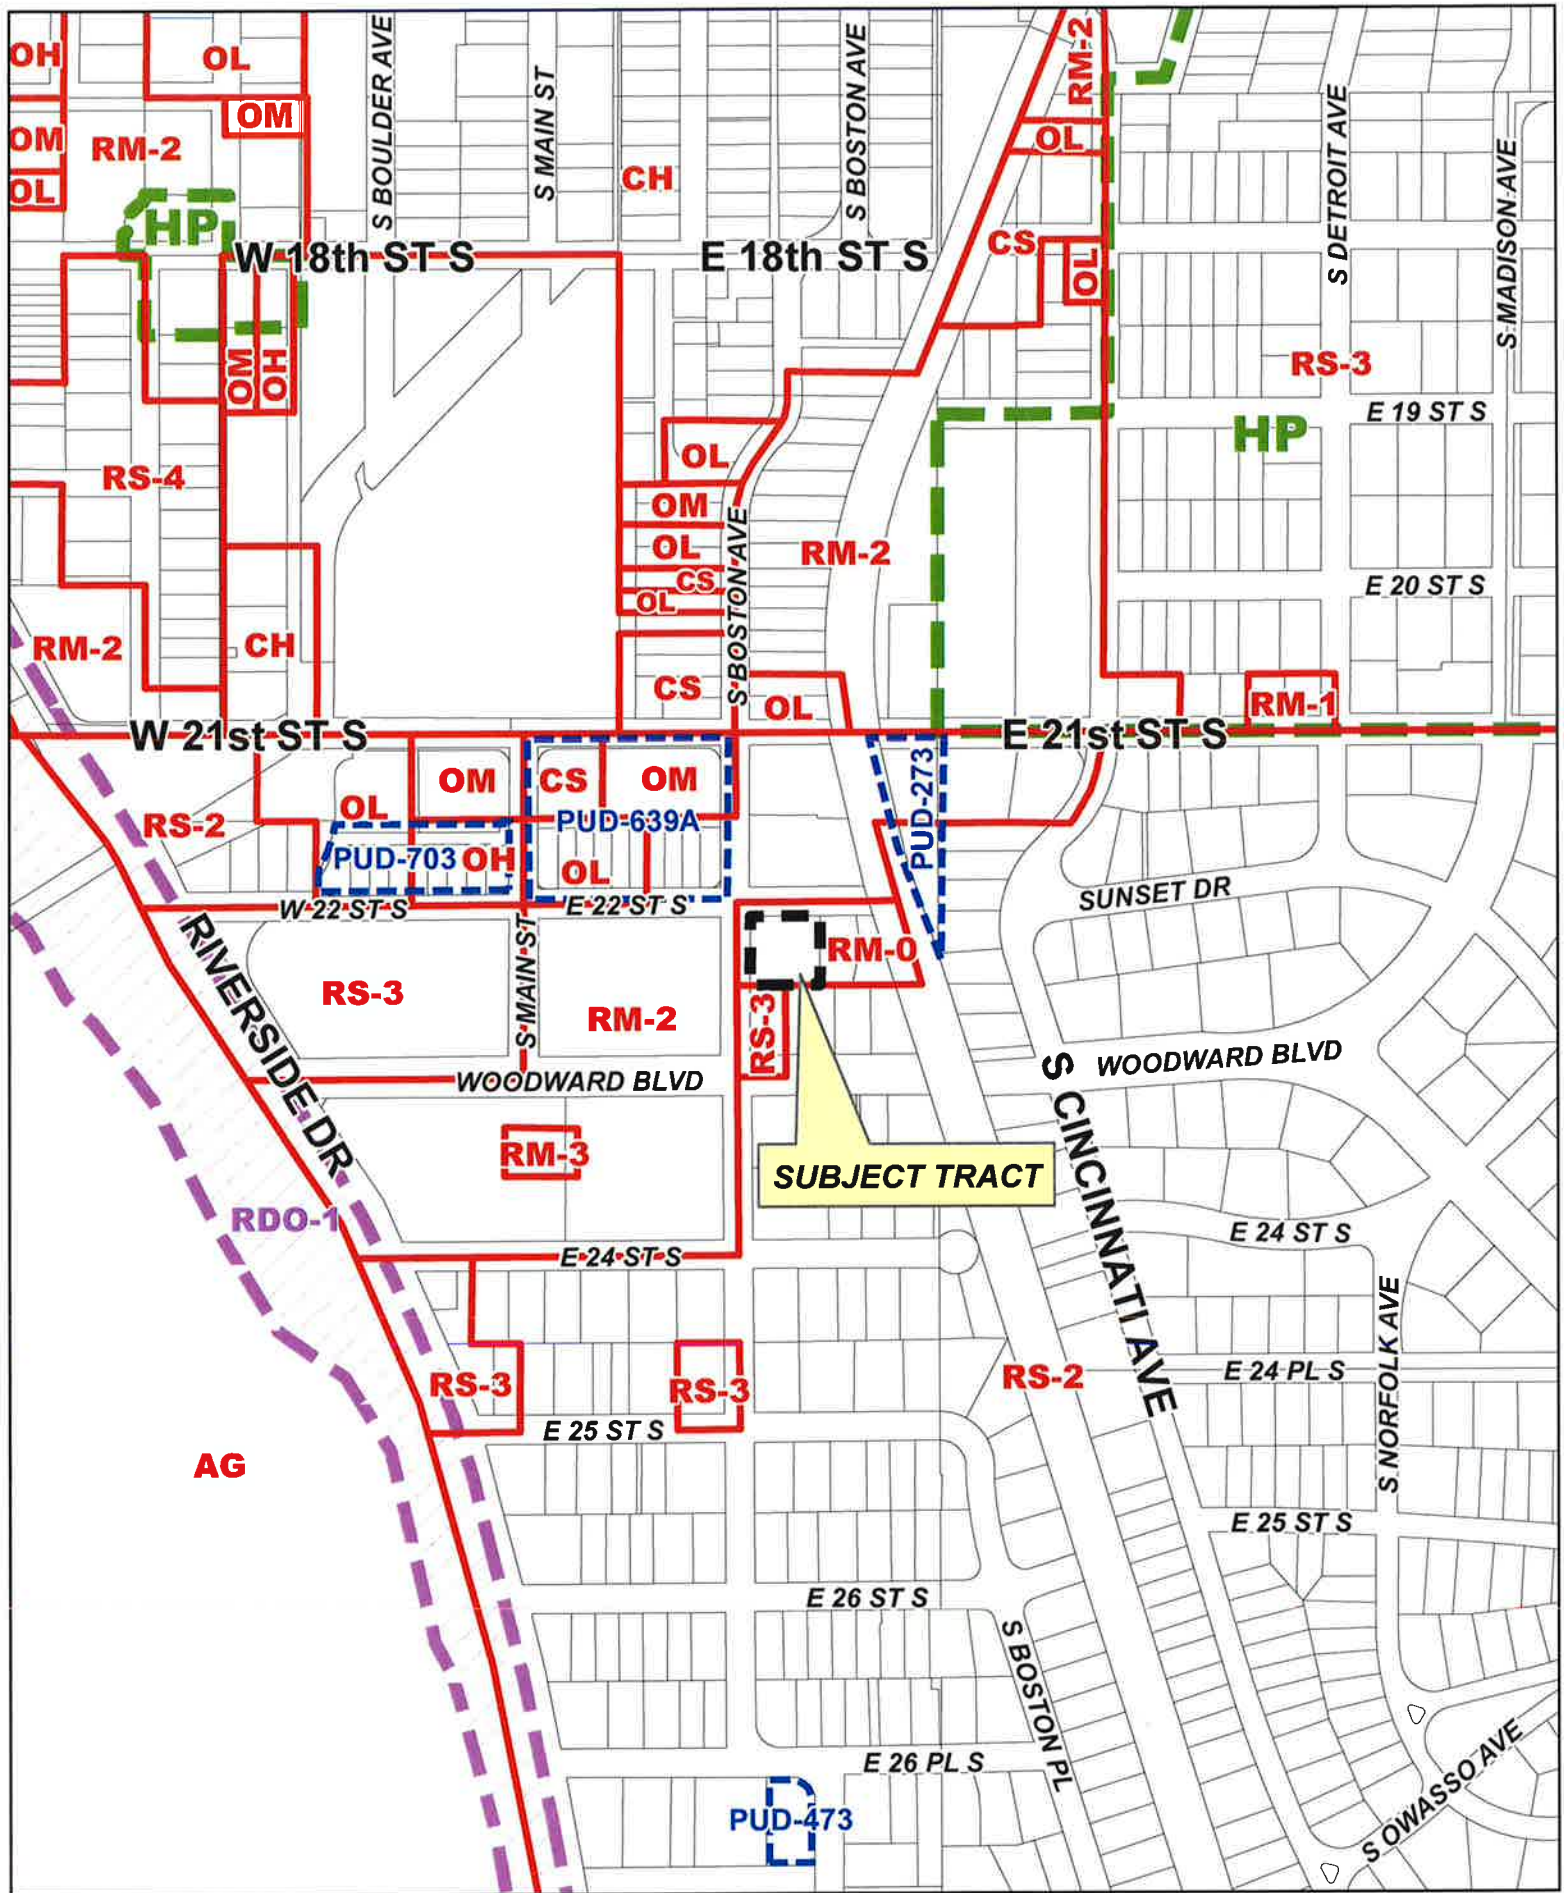 OH
OL
OM
OM
RM-2
OL
HP
S BOULDER AVE
S MAIN ST
CH
S BOSTON AVE
RM-2
OL
CS
OL
S DETROIT AVE
S MADISON AVE
W 18th ST S
E 18th ST S
OM
OH
RS-3
E 19 ST S
HP
RS-4
OL
OM
OL
CS
OL
S BOSTON AVE
RM-2
E 20 ST S
RM-2
CH
CS
OL
RM-1
W 21st ST S
E 21st ST S
OM
CS
OM
PUD-273
OL
RS-2
PUD-639A
PUD-703
OH
OL
SUNSET DR
W 22 ST S
E 22 ST S
RIVERSIDE DR
S MAIN ST
RM-0
RS-3
RM-2
RS-3
WOODWARD BLVD
WOODWARD BLVD
S CINCINNATI AVE
RM-3
SUBJECT TRACT
RDO-1
E 24 ST S
E 24 ST S
S NORFOLK AVE
RS-3
RS-3
RS-2
E 24 PL S
E 25 ST S
AG
E 25 ST S
E 26 ST S
S BOSTON PL
E 26 PL S
PUD-473
S OWASSO AVE